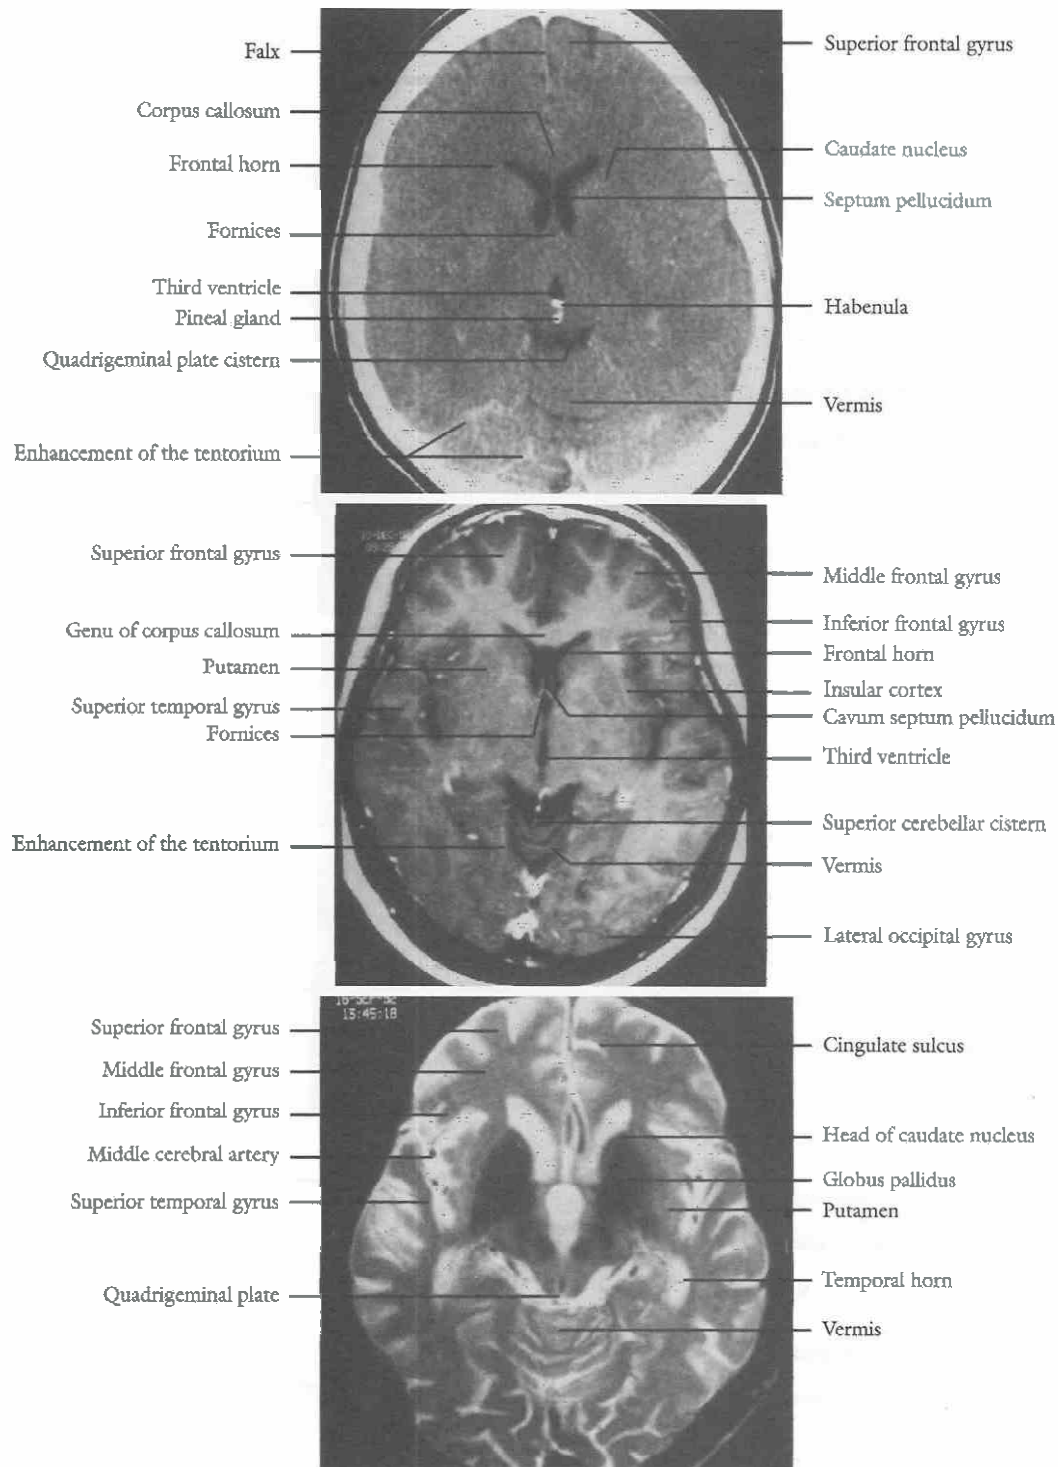 Falx
Corpus callosum
Frontal horn
Fornices
Third ventricle
Pineal gland
Quadrigeminal plate cistern
Enhancement of the tentorium
Superior frontal gyrus
Caudate nucleus
Septum pellucidum
Habenula
Vermis
Superior frontal gyrus
Genu of corpus callosum
Putamen
Superior temporal gyrus
Fornices
Enhancement of the tentorium
Middle frontal gyrus
Inferior frontal gyrus
Frontal horn
Insular cortex
Cavum septum pellucidum
Third ventricle
Superior cerebellar cistern
Vermis
Lateral occipital gyrus
13:45:18
Superior frontal gyrus
Middle frontal gyrus
Inferior frontal gyrus
Middle cerebral artery
Superior temporal gyrus
Quadrigeminal plate
Cingulate sulcus
Head of caudate nucleus
Globus pallidus
Putamen
Temporal horn
Vermis